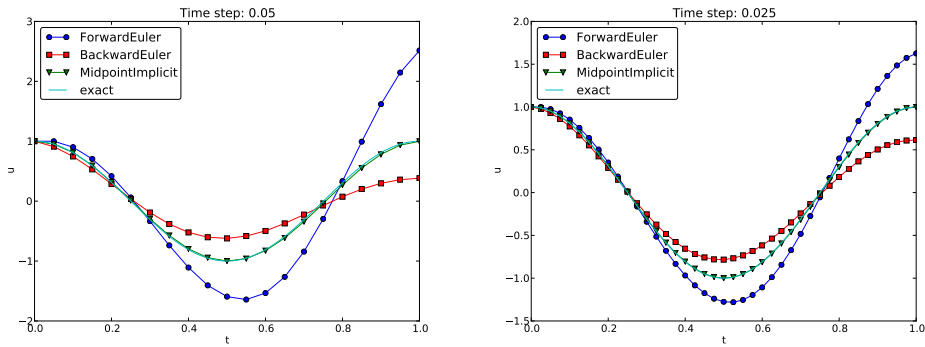 Time step: 0.05
ForwardEuler
BackwardEuler
MidpointImplicit
exact
u
3
2
1
0
−1
−2
0.0 0.2 0.4 0.6 0.8 1.0
t
Time step: 0.025
ForwardEuler
BackwardEuler
MidpointImplicit
exact
u
2.0
1.5
1.0
0.5
0.0
−0.5
−1.0
−1.5
0.0 0.2 0.4 0.6 0.8 1.0
t